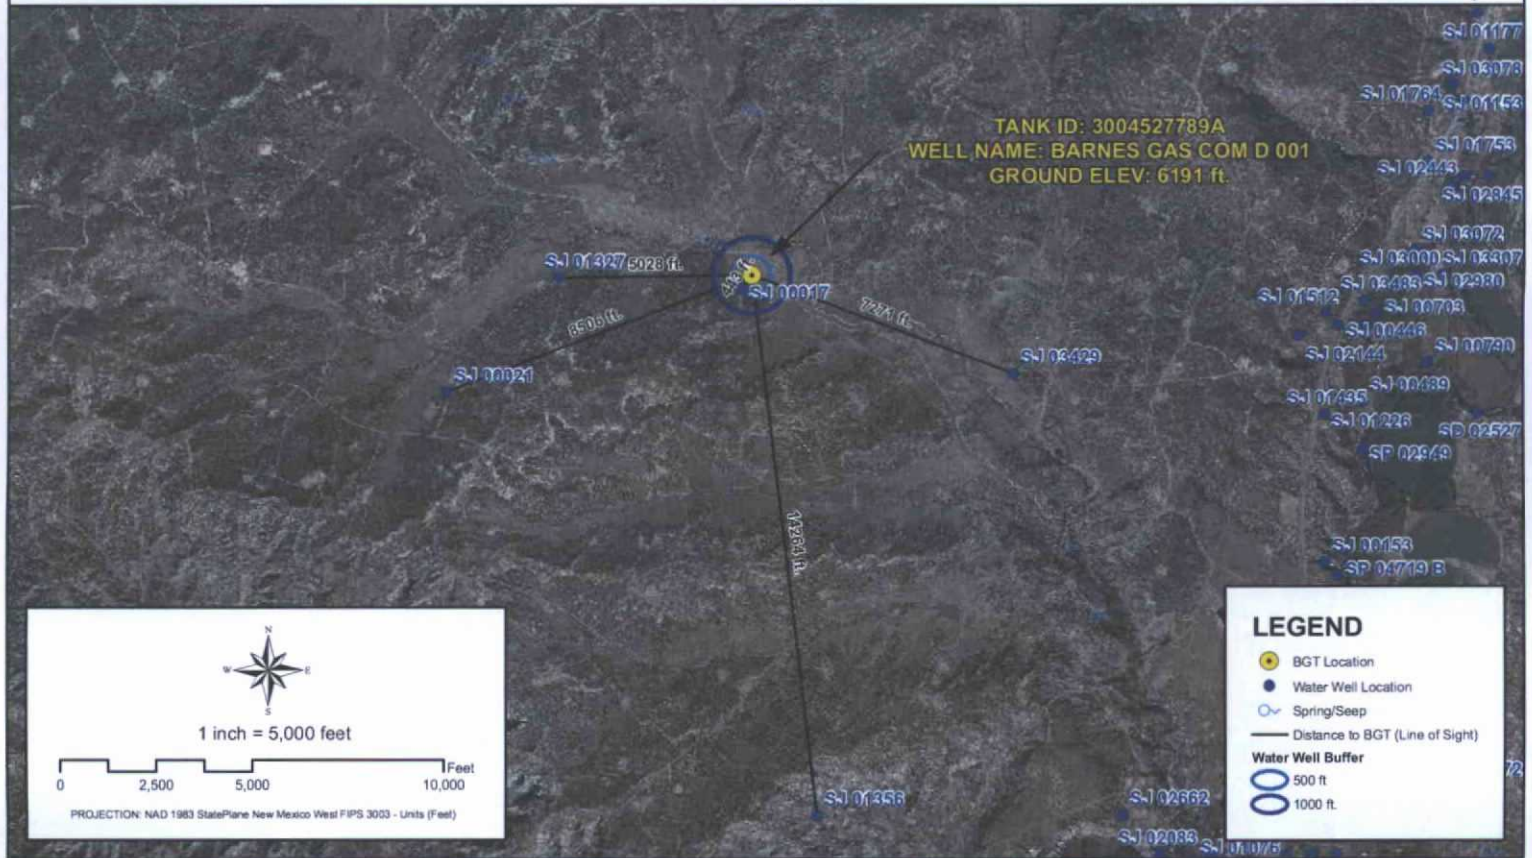 SJ 01177
SJ 03078
SJ 01764
SJ 01153
TANK ID: 3004527789A
WELL NAME: BARNES GAS COM D 001
GROUND ELEV: 6191 ft.
SJ 01753
SJ 02443
SJ 02845
SJ 03072
SJ 03000
SJ 03307
SJ 01327
5028 ft.
SJ 03483
SJ 02980
SJ 00017
SJ 01512
SJ 00703
8506 ft.
7271 ft.
SJ 00446
SJ 03429
SJ 02144
SJ 00790
SJ 00021
SJ 00489
SJ 01435
SJ 01226
SD 02527
SP 02949
14264 ft.
SJ 00153
SP 04719 B
N
W E
S
1 inch = 5,000 feet
Feet
0 2,500 5,000 10,000
PROJECTION: NAD 1983 StatePlane New Mexico West FIPS 3003 - Units (Feet)
LEGEND
BGT Location
Water Well Location
Spring/Seep
Distance to BGT (Line of Sight)
Water Well Buffer
500 ft
1000 ft.
SJ 01356
SJ 02662
SJ 02083
SJ 01076